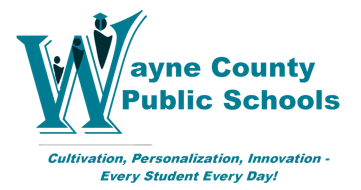 Wayne County
Public Schools
Cultivation, Personalization, Innovation -
Every Student Every Day!